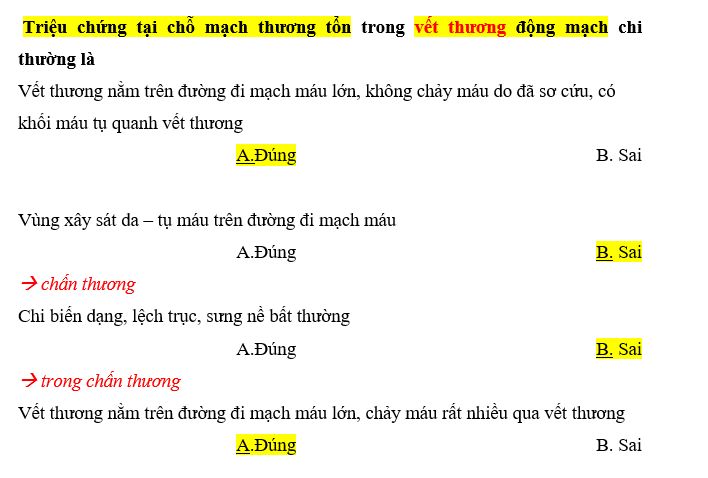 Triệu chứng tại chỗ mạch thương tổn trong vết thương động mạch chi
thường là
Vết thương nằm trên đường đi mạch máu lớn, không chảy máu do đã sơ cứu, có
khối máu tụ quanh vết thương
A.Đúng B. Sai
Vùng xây sát da – tụ máu trên đường đi mạch máu
A.Đúng B. Sai
→ chấn thương
Chi biến dạng, lệch trục, sưng nề bất thường
A.Đúng B. Sai
→ trong chấn thương
Vết thương nằm trên đường đi mạch máu lớn, chảy máu rất nhiều qua vết thương
A.Đúng B. Sai